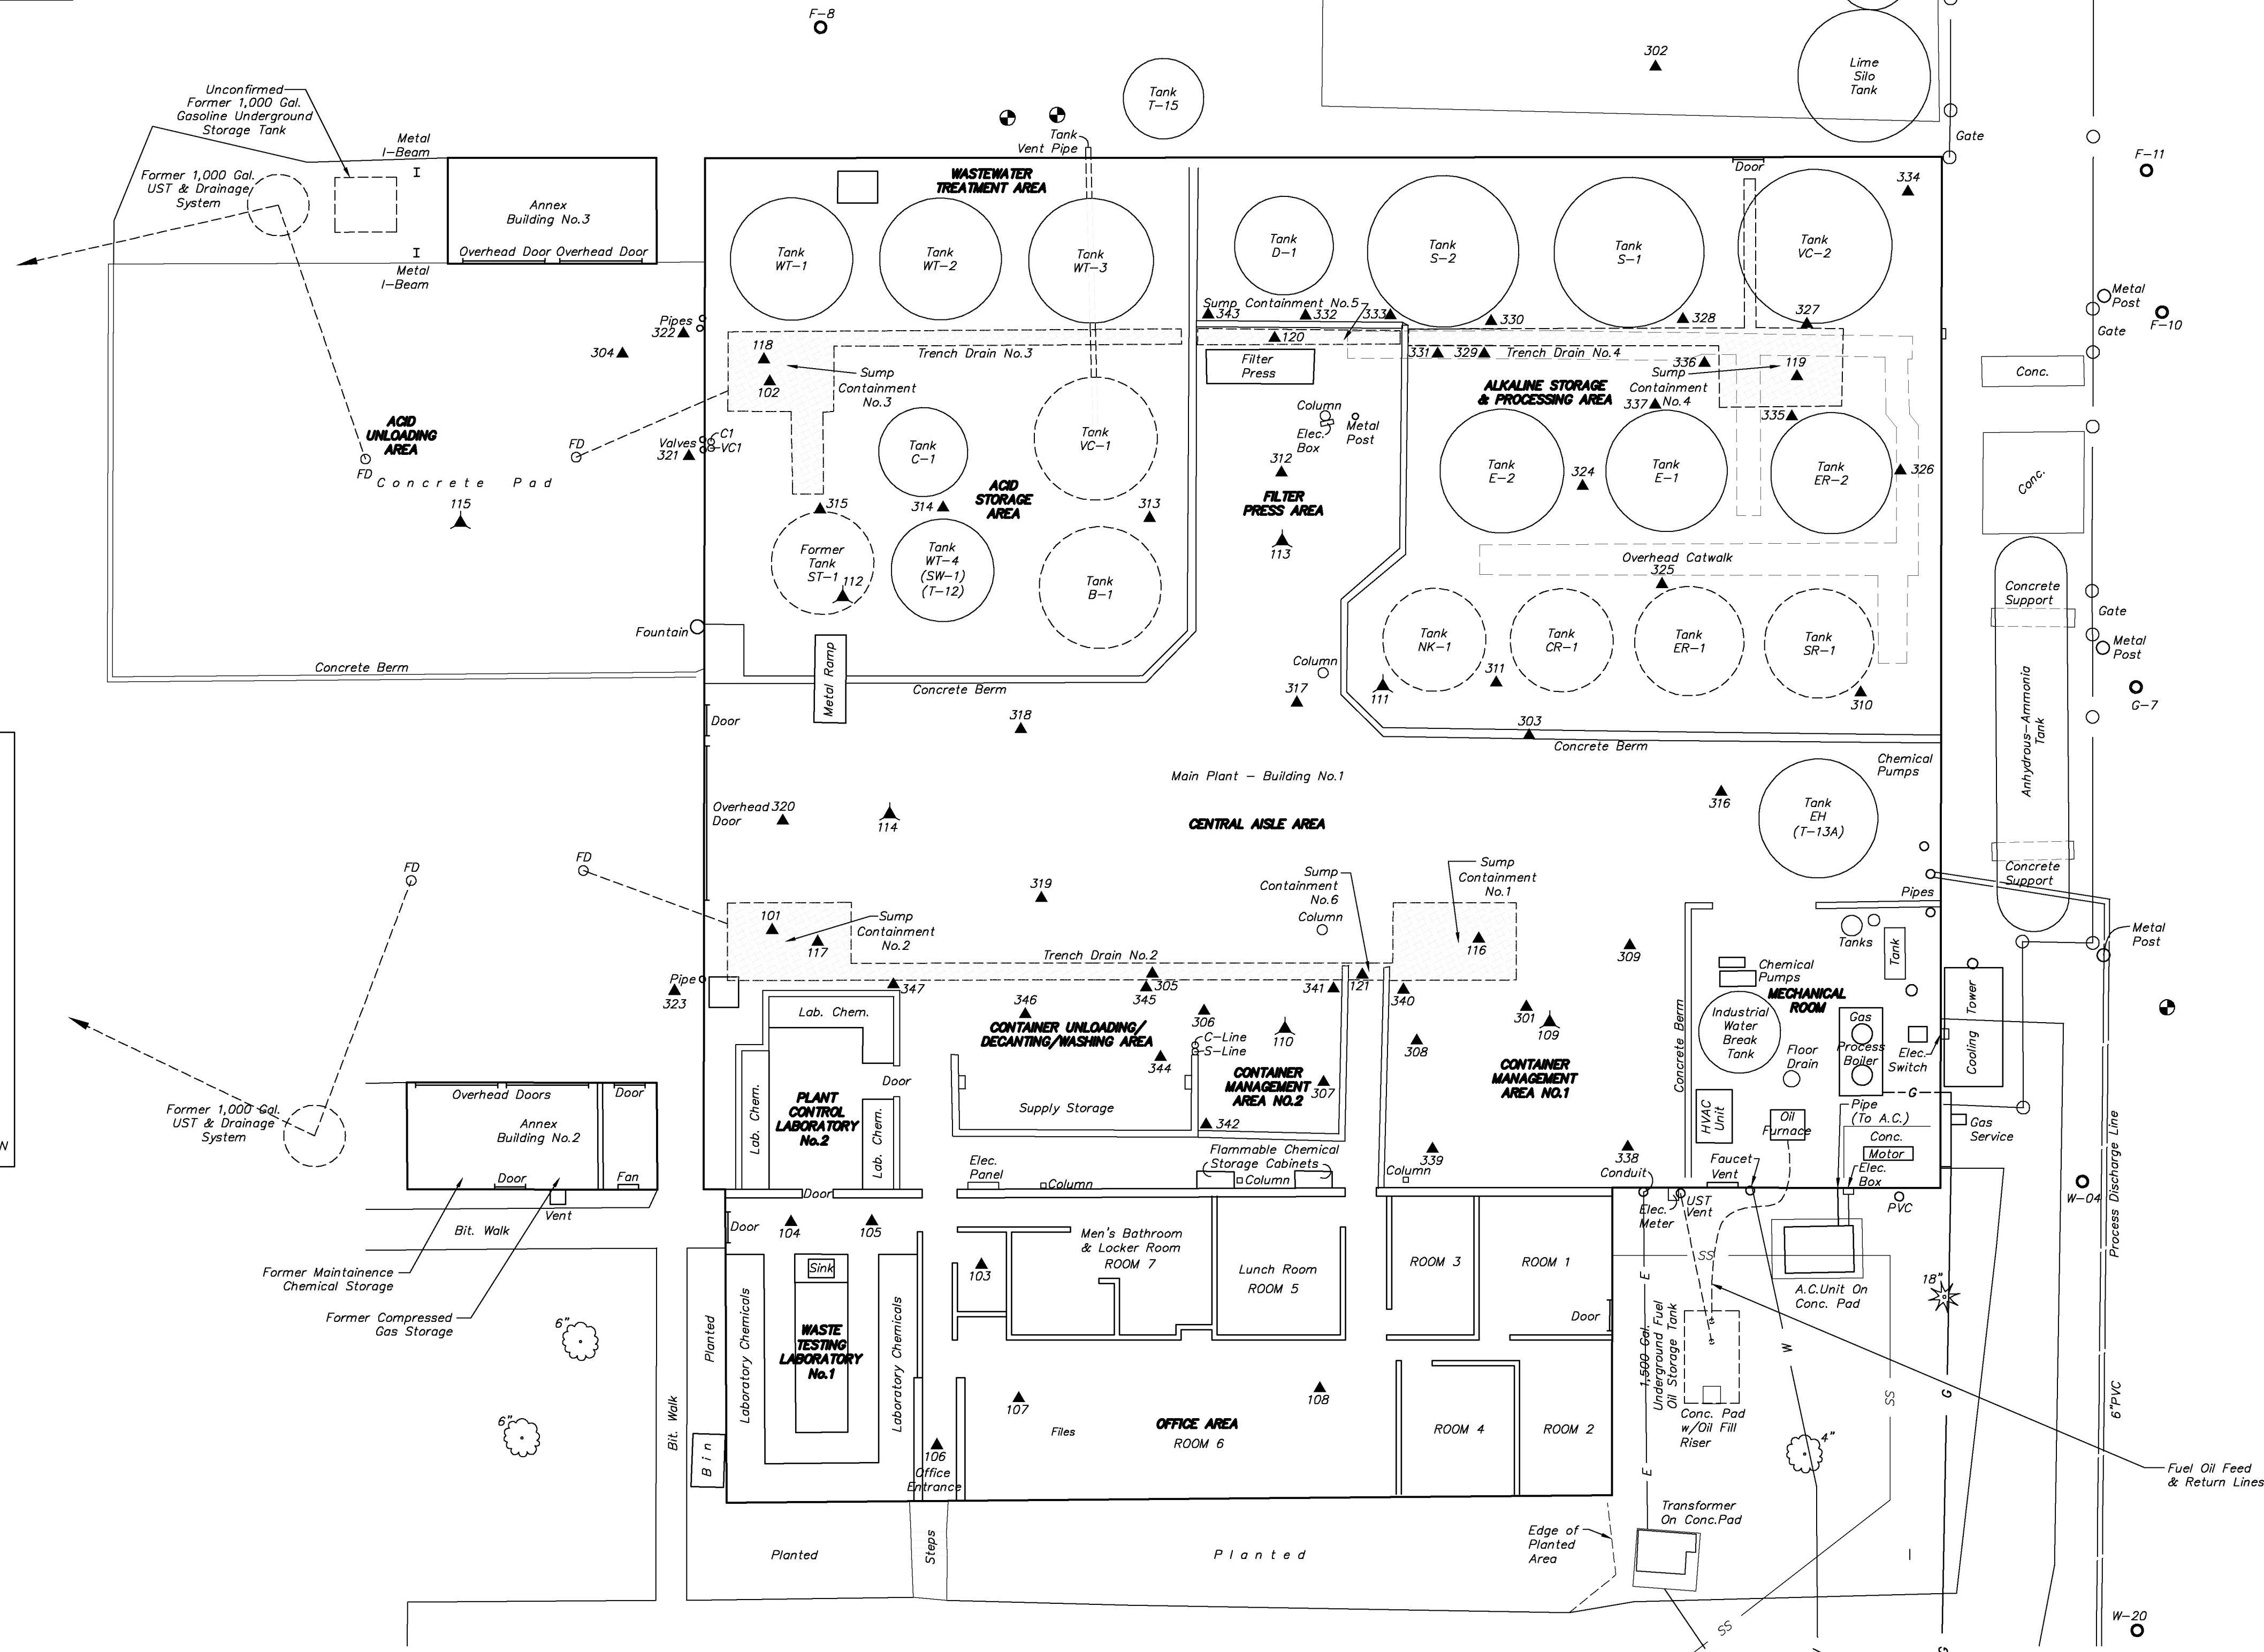 F-8
302
Lime
Silo
Tank
Tank
T-15
Unconfirmed
Former 1,000 Gal.
Gasoline Underground
Storage Tank
Metal
I-Beam
Tank
Vent Pipe
Gate
F-11
Former 1,000 Gal.
UST & Drainage
System
Annex
Building No.3
Overhead Door
Overhead Door
Metal
I-Beam
WASTEWATER
TREATMENT AREA
Door
334
Tank
WT-1
Tank
WT-2
Tank
WT-3
Tank
D-1
Tank
S-2
Tank
S-1
Tank
VC-2
Metal
Post
F-10
Gate
Sump Containment No.5
343
332
333
330
328
327
Pipes
322
304
118
102
Sump
Containment
No.3
Trench Drain No.3
120
Filter
Press
331
329
Trench Drain No.4
336
119
Sump
Containment
No.4
337
335
Conc.
ALKALINE STORAGE
& PROCESSING AREA
ACID
UNLOADING
AREA
FD
FD
Concrete Pad
115
Valves
C1
VC1
321
Tank
C-1
Tank
VC-1
Column
Elec.
Box
Metal
Post
312
Tank
E-2
324
Tank
E-1
Tank
ER-2
326
Conc.
ACID
STORAGE
AREA
315
314
313
FILTER
PRESS AREA
113
Former
Tank
ST-1
112
Tank
WT-4
(SW-1)
(T-12)
Tank
B-1
Overhead Catwalk
325
Concrete
Support
Gate
Metal
Post
Fountain
Concrete Berm
Metal Ramp
Concrete Berm
Column
317
111
Tank
NK-1
Tank
CR-1
Tank
ER-1
Tank
SR-1
311
310
G-7
Anhydrous-Ammonia
Tank
Door
318
303
Concrete Berm
Main Plant - Building No.1
Chemical
Pumps
Overhead
Door
320
114
CENTRAL AISLE AREA
316
Tank
EH
(T-13A)
Concrete
Support
Pipes
FD
FD
319
Sump
Containment
No.6
Column
Sump
Containment
No.1
101
117
Sump
Containment
No.2
116
309
Tanks
Tank
Metal
Post
Trench Drain No.2
Pipe
323
347
346
345
305
306
341
121
340
301
109
308
Chemical
Pumps
MECHANICAL
ROOM
Lab. Chem.
CONTAINER UNLOADING/
DECANTING/WASHING AREA
C-Line
S-Line
110
344
Industrial
Water
Break
Tank
Gas
Process
Boiler
Floor
Drain
Elec.
Switch
Cooling Tower
Concrete Berm
Lab. Chem.
Door
PLANT
CONTROL
LABORATORY
No.2
Lab. Chem.
Supply Storage
CONTAINER
MANAGEMENT
AREA NO.2
307
342
CONTAINER
MANAGEMENT
AREA NO.1
HVAC
Unit
Oil
Furnace
Pipe
(To A.C.)
G
Gas
Service
Conc.
Motor
Elec.
Box
Former 1,000 Gal.
UST & Drainage
System
Overhead Doors
Door
Annex
Building No.2
Door
Fan
Vent
N
Flammable Chemical
Storage Cabinets
Elec.
Panel
Column
Column
339
Column
338
Conduit
Faucet
Vent
W-04
Process Discharge Line
Bit. Walk
Door
Door
104
105
Men's Bathroom
& Locker Room
ROOM 7
103
Lunch Room
ROOM 5
ROOM 3
ROOM 1
Elec.
Meter
UST
Vent
PVC
SS
A.C.Unit On
Conc. Pad
18"
Former Maintainence
Chemical Storage
Former Compressed
Gas Storage
6"
6"
Planted
Bit. Walk
Bin
Sink
Laboratory Chemicals
WASTE
TESTING
LABORATORY
No.1
Laboratory Chemicals
Door
E
1,500 Gal.
Underground Fuel
Oil Storage Tank
W
SS
G
6"PVC
107
108
106
Office
Entrance
Files
OFFICE AREA
ROOM 6
ROOM 4
ROOM 2
E
Conc. Pad
w/Oil Fill
Riser
4"
Fuel Oil Feed
& Return Lines
Planted
Steps
Planted
Edge of
Planted
Area
Transformer
On Conc.Pad
SS
W-20